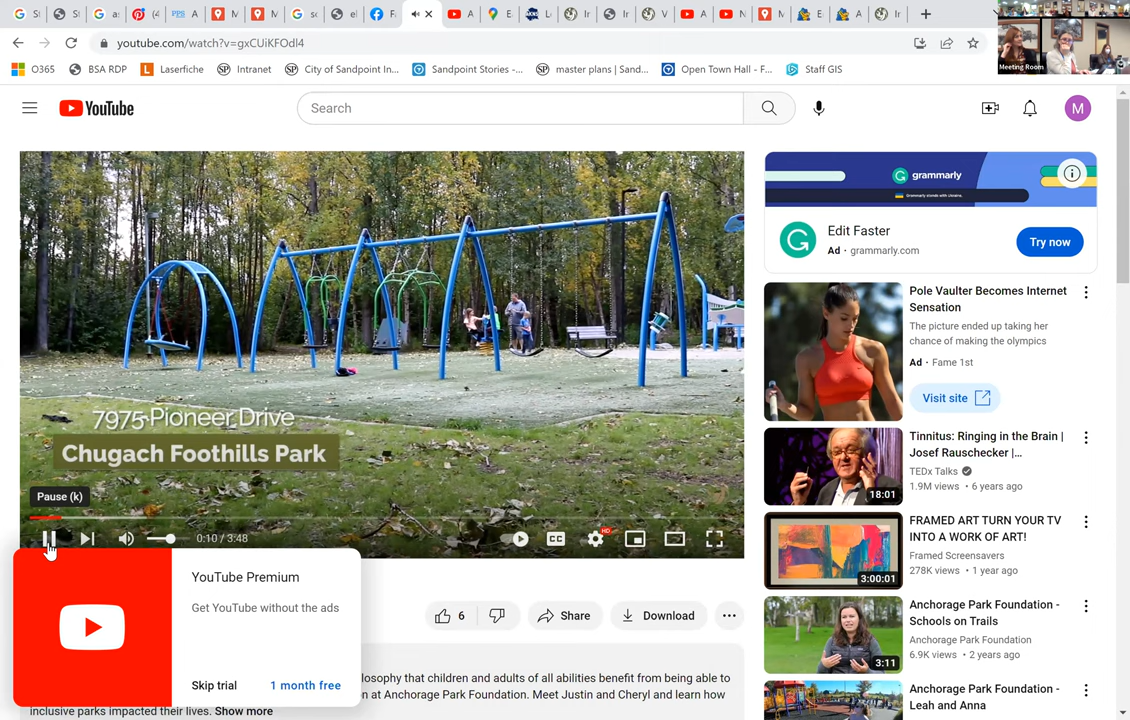 youtube.com/watch?v=gxCUiKFOdl4
O365
BSA RDP
Laserfiche
Intranet
City of Sandpoint In...
Sandpoint Stories -...
master plans | Sand...
Open Town Hall - F...
Staff GIS
Meeting Room
YouTube
Search
M
7975 Pioneer Drive
Chugach Foothills Park
Pause (k)
0:10 / 3:48
CC
HD
YouTube Premium
Get YouTube without the ads
Skip trial
1 month free
6
Share
Download
losophy that children and adults of all abilities benefit from being able to
n at Anchorage Park Foundation. Meet Justin and Cheryl and learn how
inclusive parks impacted their lives. Show more
grammarly
Grammarly stands with Ukraine.
Edit Faster
Ad · grammarly.com
Try now
Pole Vaulter Becomes Internet
Sensation
The picture ended up taking her
chance of making the olympics
Ad · Fame 1st
Visit site
Tinnitus: Ringing in the Brain |
Josef Rauschecker |...
TEDx Talks
1.9M views • 6 years ago
18:01
FRAMED ART TURN YOUR TV
INTO A WORK OF ART!
Framed Screensavers
278K views • 1 year ago
3:00:01
Anchorage Park Foundation -
Schools on Trails
Anchorage Park Foundation
6.9K views • 2 years ago
3:11
Anchorage Park Foundation -
Leah and Anna